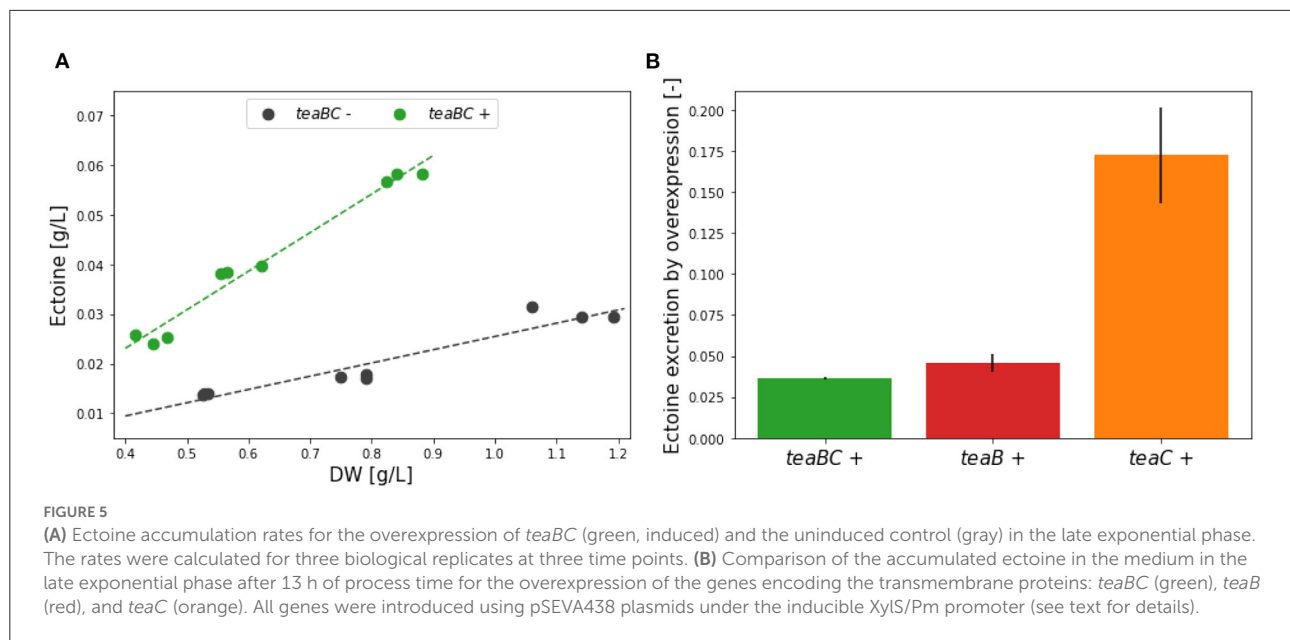 A
B
teaBC -
teaBC +
0.07
0.06
0.05
0.04
0.03
0.02
0.01
Ectoine [g/L]
0.4 0.5 0.6 0.7 0.8 0.9 1.0 1.1 1.2
DW [g/L]
Ectoine excretion by overexpression [-]
0.200
0.175
0.150
0.125
0.100
0.075
0.050
0.025
0.000
teaBC + teaB + teaC +
FIGURE 5
(A) Ectoine accumulation rates for the overexpression of teaBC (green, induced) and the uninduced control (gray) in the late exponential phase.
The rates were calculated for three biological replicates at three time points. (B) Comparison of the accumulated ectoine in the medium in the
late exponential phase after 13 h of process time for the overexpression of the genes encoding the transmembrane proteins: teaBC (green), teaB
(red), and teaC (orange). All genes were introduced using pSEVA438 plasmids under the inducible XylS/Pm promoter (see text for details).